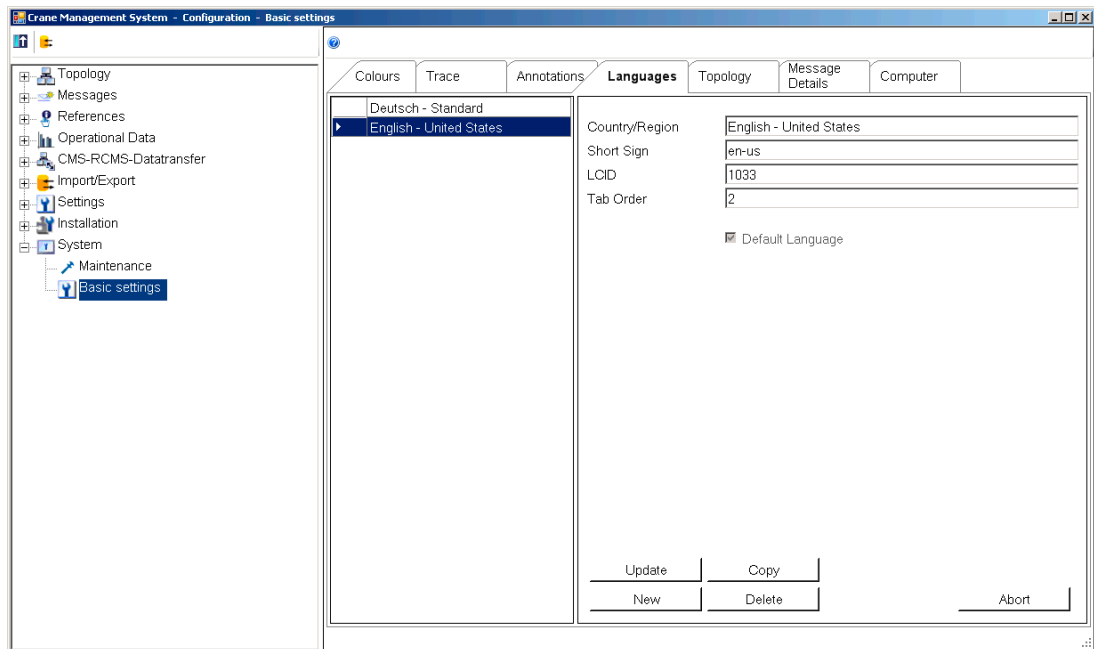 Crane Management System - Configuration - Basic settings
Topology
Messages
References
Operational Data
CMS-RCMS-Datatransfer
Import/Export
Settings
Installation
System
Maintenance
Basic settings
Colours
Trace
Annotations
Languages
Topology
Message
Details
Computer
Deutsch - Standard
English - United States
Country/Region
English - United States
Short Sign
en-us
LCID
1033
Tab Order
2
Default Language
Update
Copy
New
Delete
Abort